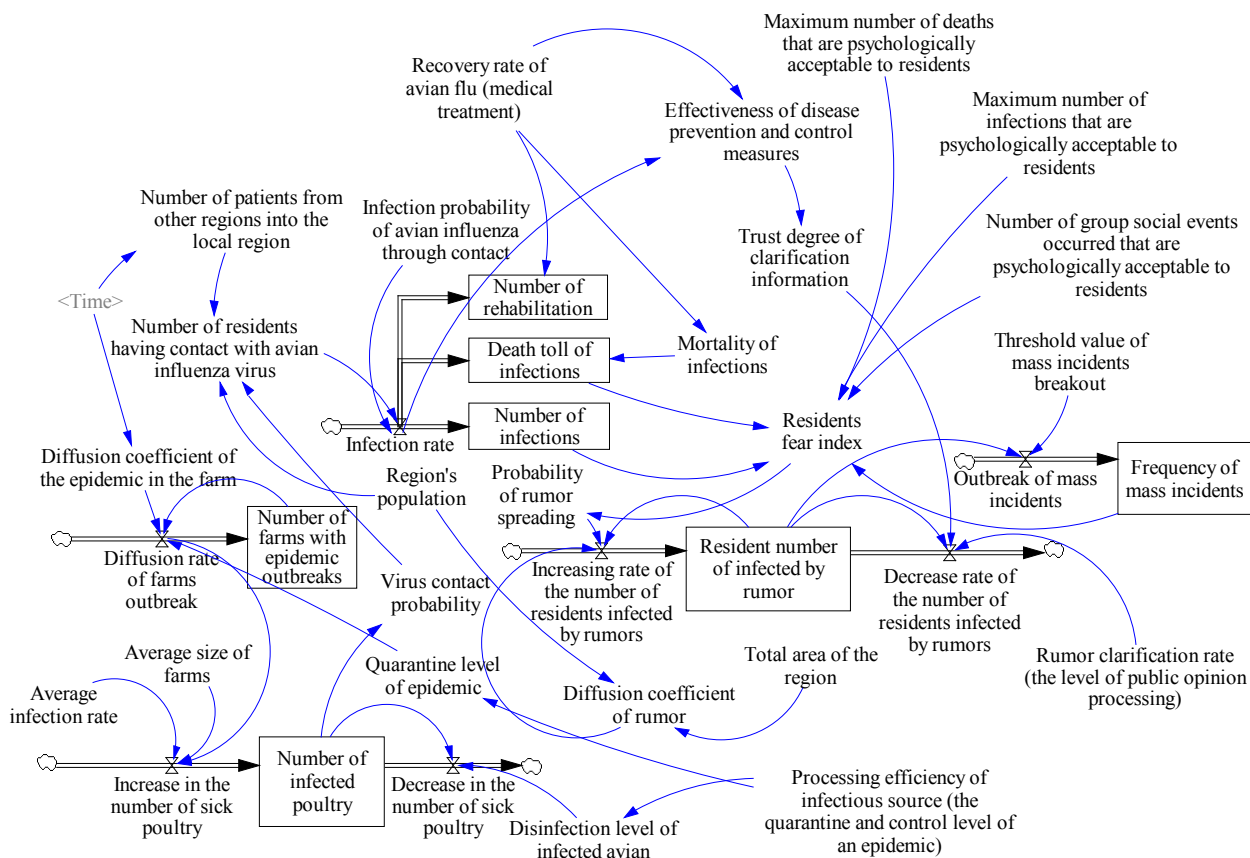 Maximum number of deaths
that are psychologically
acceptable to residents
Recovery rate of
avian flu (medical
treatment)
Effectiveness of disease
prevention and control
measures
Maximum number of
infections that are
psychologically acceptable to
residents
Number of patients from
other regions into the
local region
Infection probability
of avian influenza
through contact
Trust degree of
clarification
information
Number of group social events
occurred that are
psychologically acceptable to
residents
<Time>
Number of
rehabilitation
Number of residents
having contact with avian
influenza virus
Death toll of
infections
Mortality of
infections
Threshold value of
mass incidents
breakout
Number of
infections
Infection rate
Residents
fear index
Diffusion coefficient of
the epidemic in the farm
Region's
population
Probability
of rumor
spreading
Outbreak of mass
incidents
Frequency of
mass incidents
Number of
farms with
epidemic
outbreaks
Diffusion rate
of farms
outbreak
Virus contact
probability
Increasing rate of
the number of
residents infected
by rumors
Resident number
of infected by
rumor
Decrease rate of
the number of
residents infected
by rumors
Average size of
farms
Quarantine level
of epidemic
Total area of the
region
Rumor clarification rate
(the level of public opinion
processing)
Average
infection rate
Diffusion coefficient
of rumor
Number of
infected
poultry
Increase in the
number of sick
poultry
Decrease in the
number of sick
poultry
Disinfection level of
infected avian
Processing efficiency of
infectious source (the
quarantine and control level of
an epidemic)